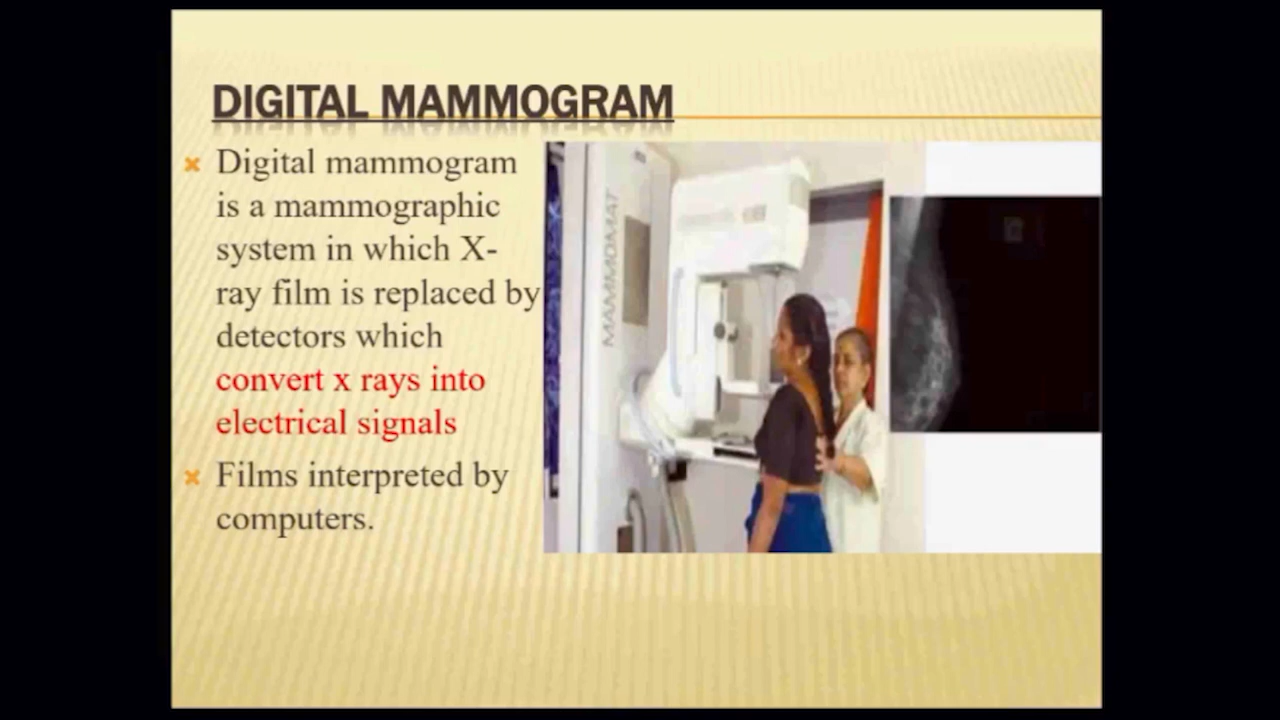 DIGITAL MAMMOGRAM
Digital mammogram
is a mammographic
system in which X-
ray film is replaced by
detectors which
convert x rays into
electrical signals
Films interpreted by
computers.
MAMMOMAT